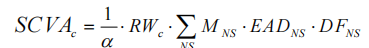 SCVA_c = \frac{1}{\alpha} \cdot RW_c \cdot \sum_{NS} M_{NS} \cdot EAD_{NS} \cdot DF_{NS}